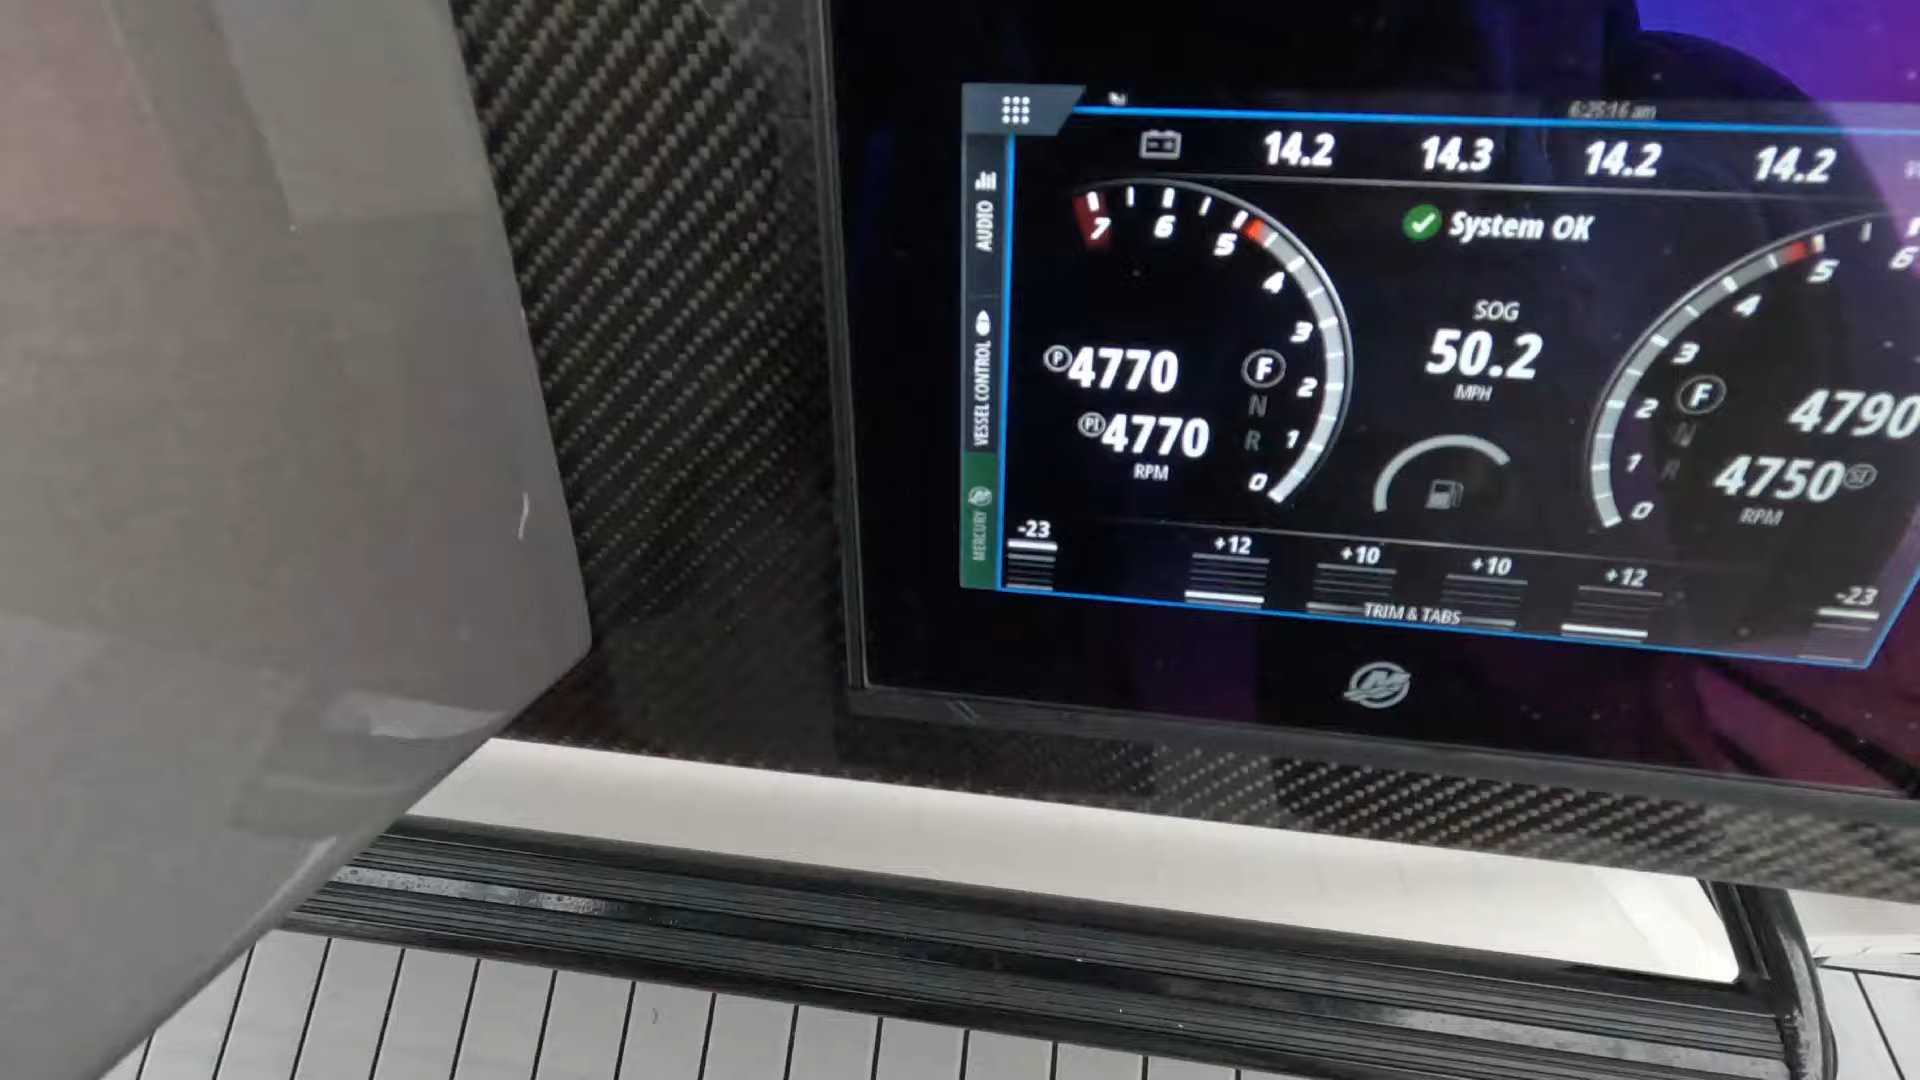 6:25:16 am
14.2 14.3 14.2 14.2
AUDIO
VESSEL CONTROL
MERCURY
System OK
7 6 5 4 3 2 1 0
P 4770
PI 4770
RPM
F
N
R
SOG
50.2
MPH
6 5 4 3 2 1 0
F
N
R
4790
4750 SI
RPM
-23 +12 +10 +10 +12 -23
TRIM & TABS